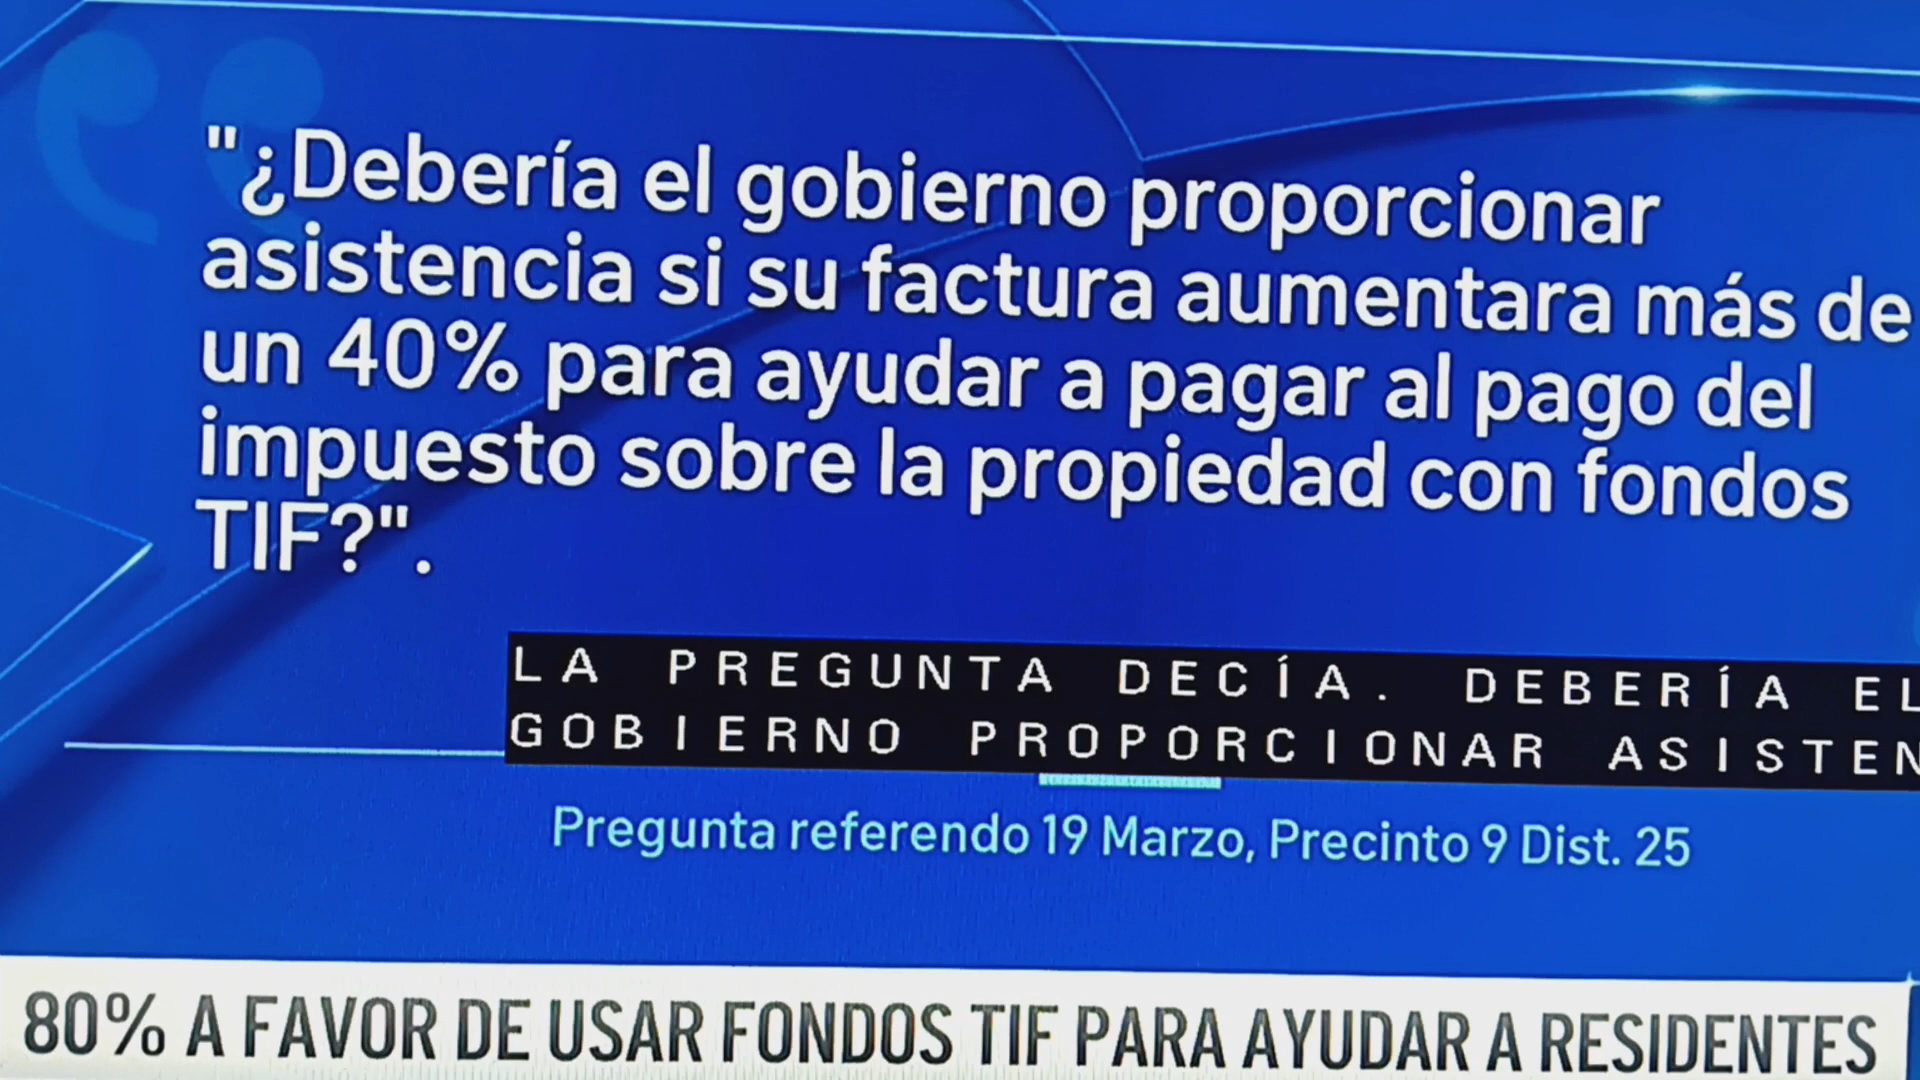 "¿Debería el gobierno proporcionar
asistencia si su factura aumentara más de
un 40% para ayudar a pagar al pago del
impuesto sobre la propiedad con fondos
TIF?".
LA PREGUNTA DECÍA. DEBERÍA EL
GOBIERNO PROPORCIONAR ASISTEN
Pregunta referendo 19 Marzo, Precinto 9 Dist. 25
80% A FAVOR DE USAR FONDOS TIF PARA AYUDAR A RESIDENTES